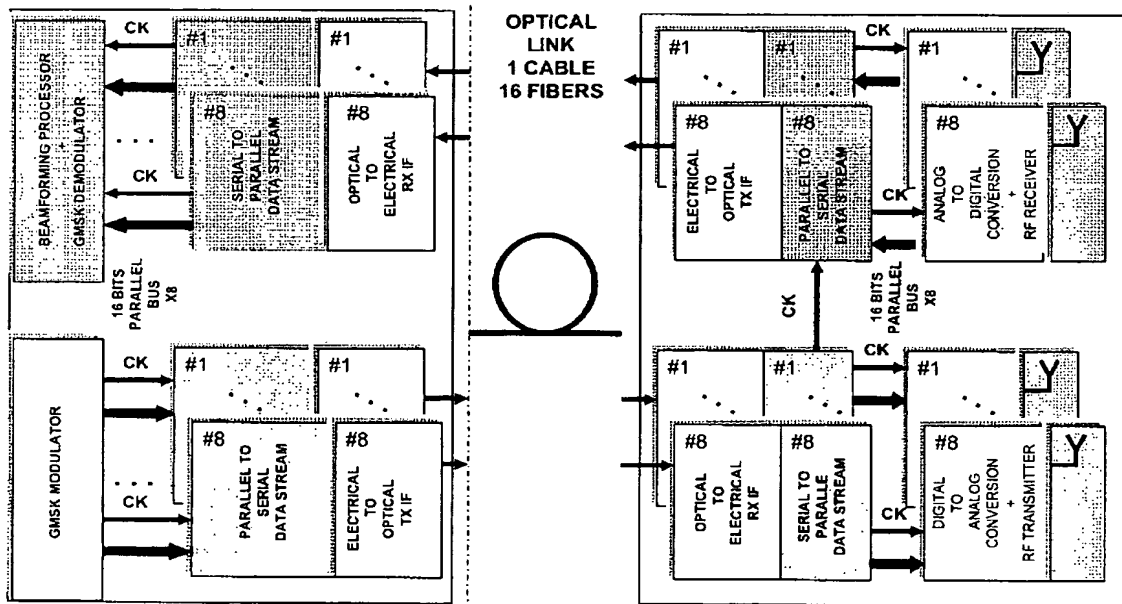 BEAMFORMING PROCESSOR
+
GMSK DEMODULATOR
CK
CK
16 BITS
PARALLEL
BUS
X8
#1
#8
SERIAL TO
PARALLEL
DATA STREAM
#1
#8
OPTICAL
TO
ELECTRICAL
RX IF
GMSK MODULATOR
CK
CK
#1
#8
PARALLEL TO
SERIAL
DATA STREAM
#1
#8
ELECTRICAL
TO
OPTICAL
TX IF
OPTICAL
LINK
1 CABLE
16 FIBERS
#1
#8
ELECTRICAL
TO
OPTICAL
TX IF
#1
#8
PARALLEL TO
SERIAL
DATA STREAM
CK
CK
16 BITS
PARALLEL
BUS
X8
#1
#8
ANALOG
TO
DIGITAL
CONVERSION
+
RF RECEIVER
CK
#1
#8
OPTICAL
TO
ELECTRICAL
RX IF
#1
#8
SERIAL TO
PARALLE
DATA STREAM
CK
CK
#1
#8
DIGITAL
TO
ANALOG
CONVERSION
+
RF TRANSMITTER